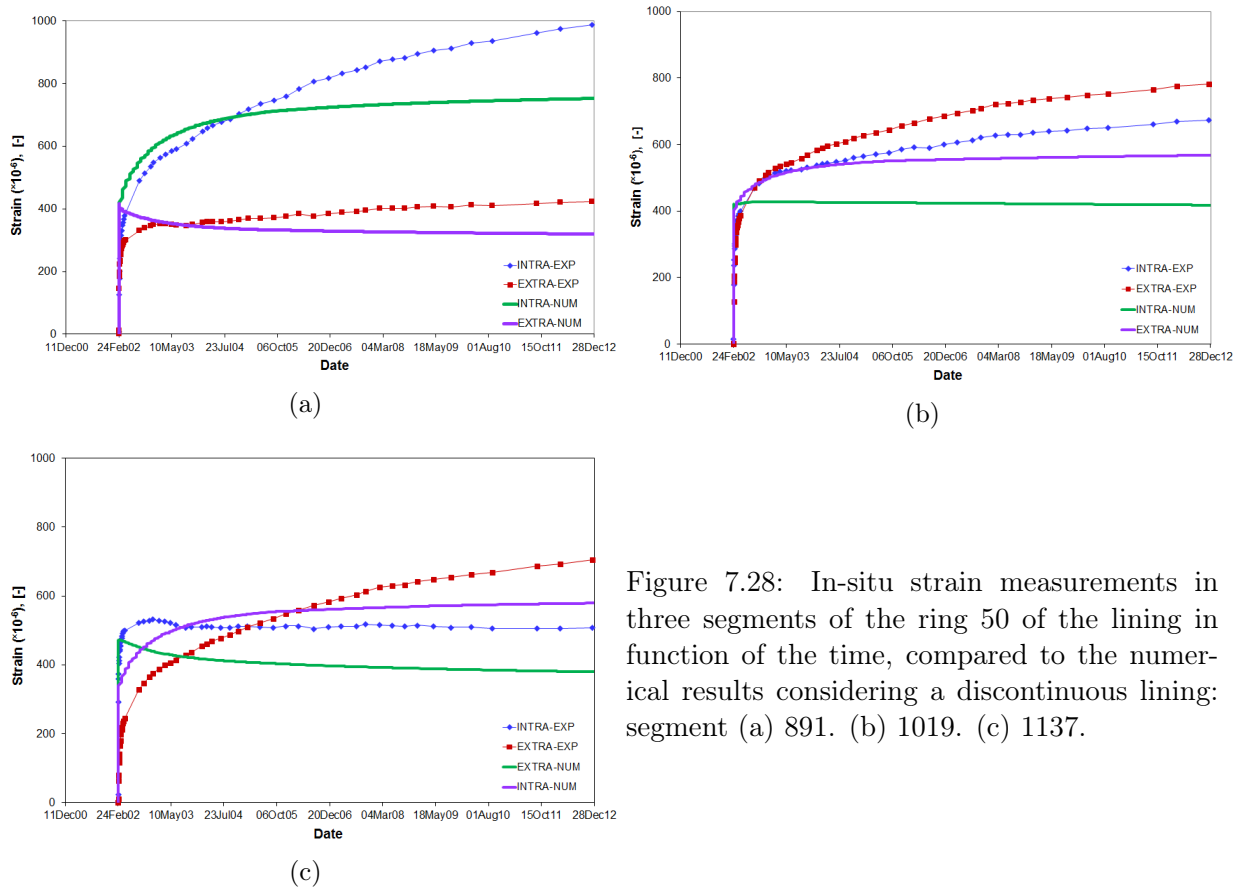 1000
800
600
400
200
0
Strain (*10⁻⁶), [-]
INTRA-EXP
EXTRA-EXP
INTRA-NUM
EXTRA-NUM
11Dec00 24Feb02 10May03 23Jul04 06Oct05 20Dec06 04Mar08 18May09 01Aug10 15Oct11 28Dec12
Date
(a)
1000
800
600
400
200
0
Strain (*10⁻⁶), [-]
INTRA-EXP
EXTRA-EXP
INTRA-NUM
EXTRA-NUM
11Dec00 24Feb02 10May03 23Jul04 06Oct05 20Dec06 04Mar08 18May09 01Aug10 15Oct11 28Dec12
Date
(b)
1000
800
600
400
200
0
Strain (*10⁻⁶), [-]
INTRA-EXP
EXTRA-EXP
EXTRA-NUM
INTRA-NUM
11Dec00 24Feb02 10May03 23Jul04 06Oct05 20Dec06 04Mar08 18May09 01Aug10 15Oct11 28Dec12
Date
(c)
Figure 7.28: In-situ strain measurements in
three segments of the ring 50 of the lining in
function of the time, compared to the numer-
ical results considering a discontinuous lining:
segment (a) 891. (b) 1019. (c) 1137.